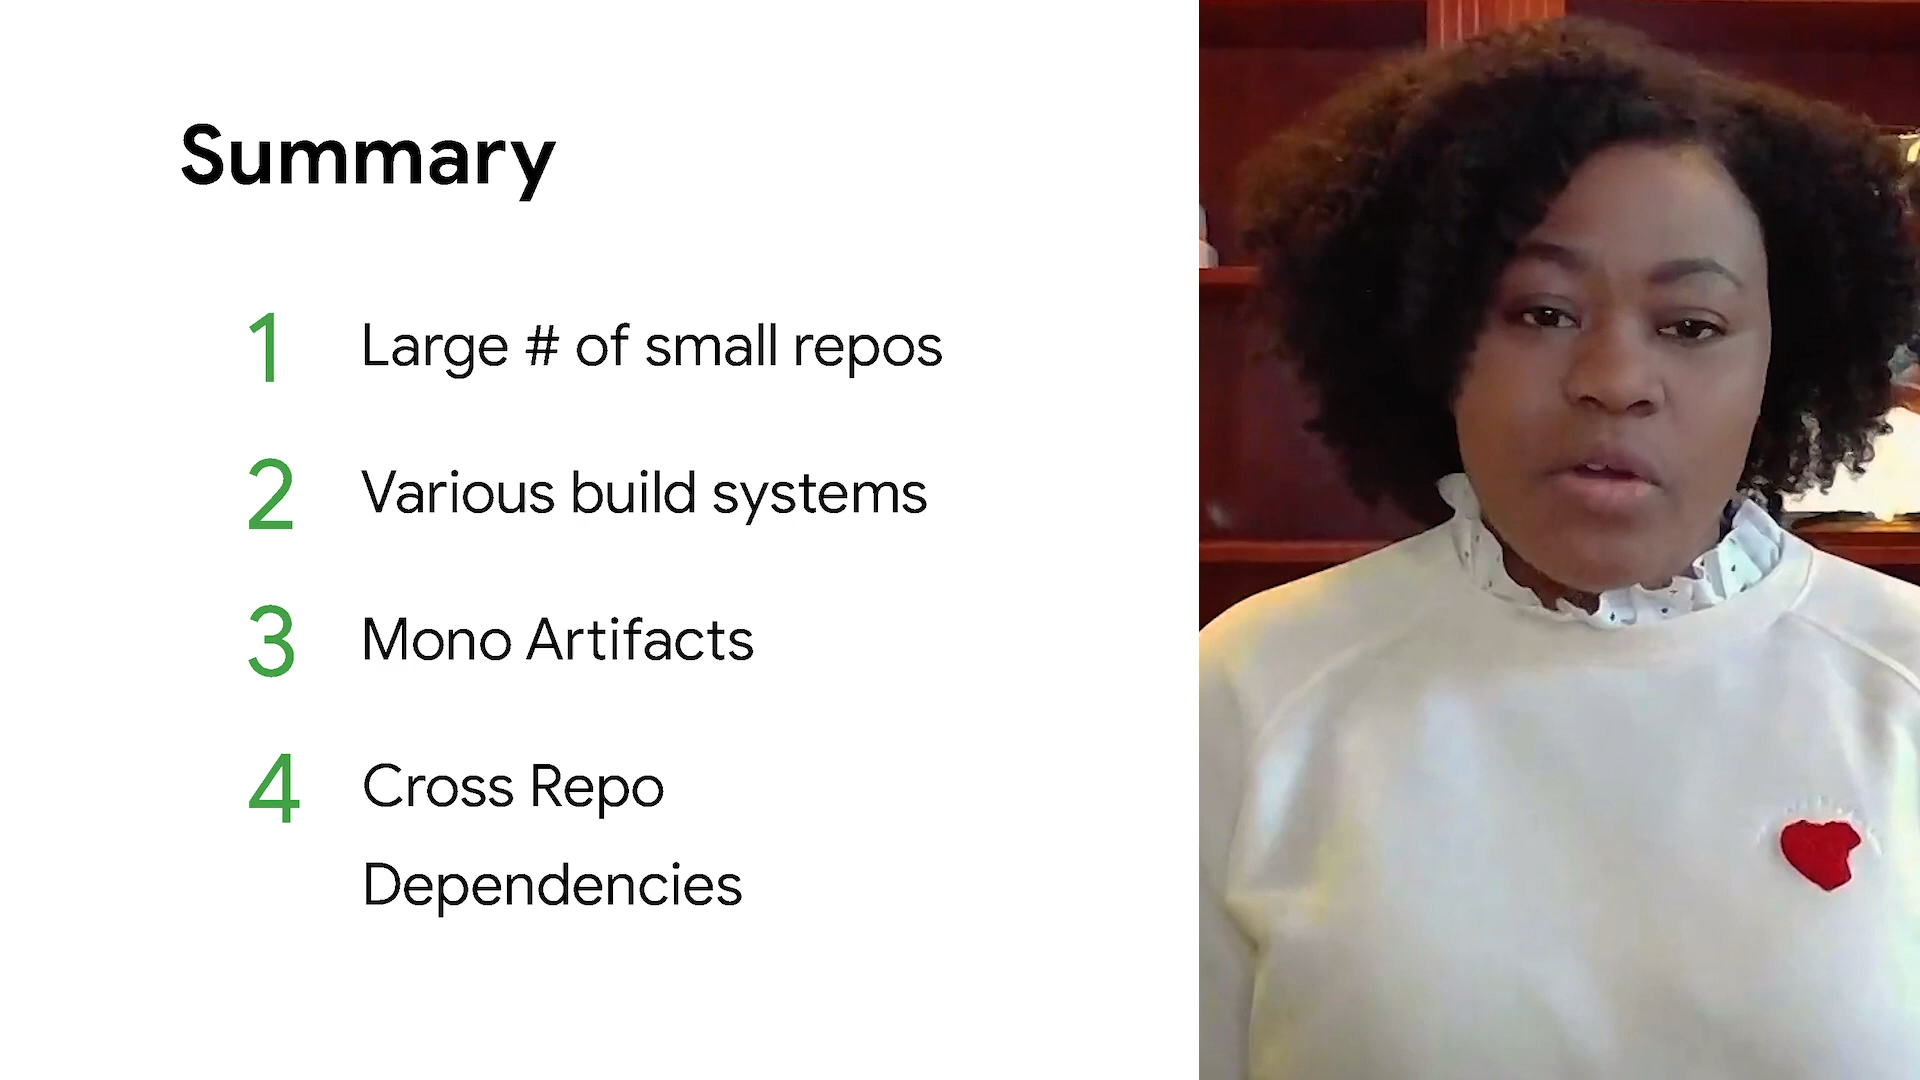 Summary
1 Large # of small repos
2 Various build systems
3 Mono Artifacts
4 Cross Repo
Dependencies